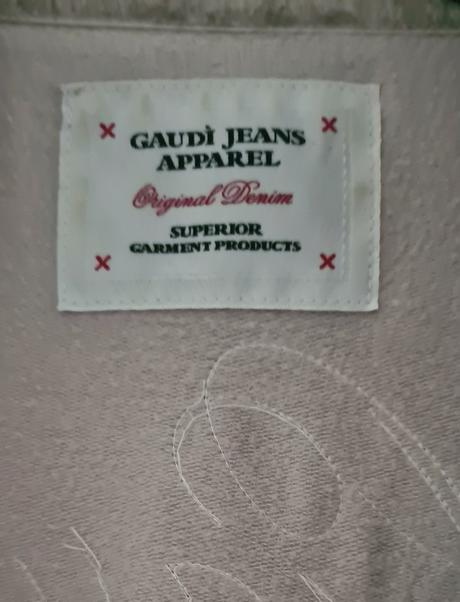 GAUDÌ JEANS
APPAREL
Original Denim
SUPERIOR
GARMENT PRODUCTS